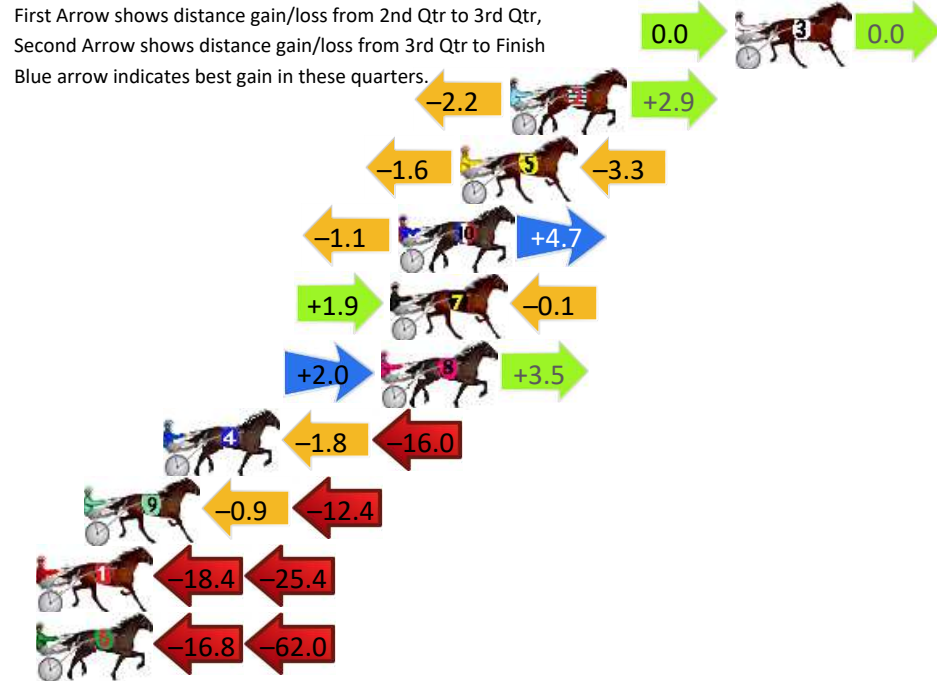 First Arrow shows distance gain/loss from 2nd Qtr to 3rd Qtr,
Second Arrow shows distance gain/loss from 3rd Qtr to Finish
Blue arrow indicates best gain in these quarters.
0.0 3 0.0
−2.2 2 +2.9
−1.6 5 −3.3
−1.1 10 +4.7
+1.9 7 −0.1
+2.0 8 +3.5
4 −1.8 −16.0
9 −0.9 −12.4
1 −18.4 −25.4
6 −16.8 −62.0